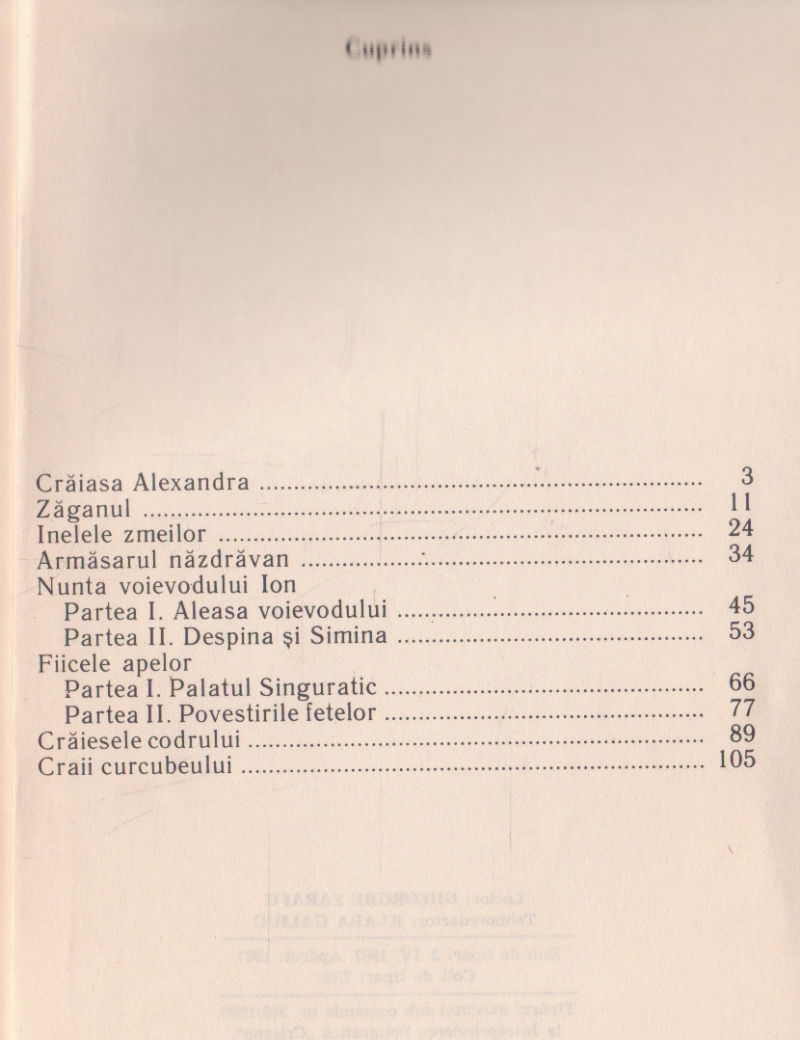 Cuprins
Crăiasa Alexandra 3
Zăganul 11
Inelele zmeilor 24
Armăsarul năzdrăvan 34
Nunta voievodului Ion
Partea I. Aleasa voievodului 45
Partea II. Despina și Simina 53
Fiicele apelor
Partea I. Palatul Singuratic 66
Partea II. Povestirile fetelor 77
Crăiesele codrului 89
Craii curcubeului 105